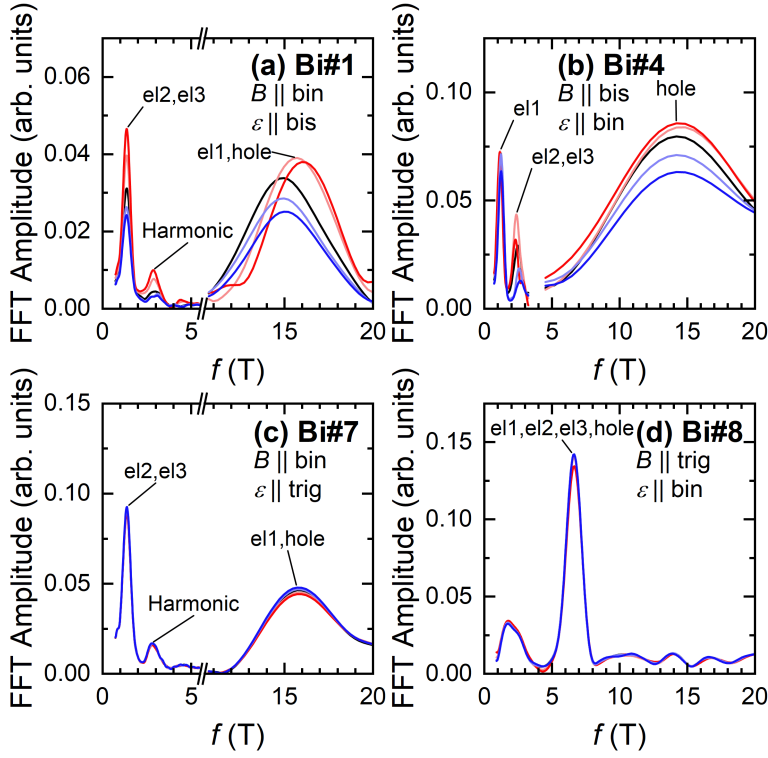 (a) Bi#1
B || bin
ε || bis
el2,el3
el1,hole
Harmonic
FFT Amplitude (arb. units)
0.06
0.04
0.02
0.00
0 5 15 20
f (T)
(b) Bi#4
B || bis
ε || bin
hole
el1
el2,el3
FFT Amplitude (arb. units)
0.10
0.05
0.00
0 5 10 15 20
f (T)
(c) Bi#7
B || bin
ε || trig
el2,el3
el1,hole
Harmonic
FFT Amplitude (arb. units)
0.15
0.10
0.05
0.00
0 5 15 20
f (T)
(d) Bi#8
el1,el2,el3,hole
B || trig
ε || bin
FFT Amplitude (arb. units)
0.15
0.10
0.05
0.00
0 5 10 15 20
f (T)